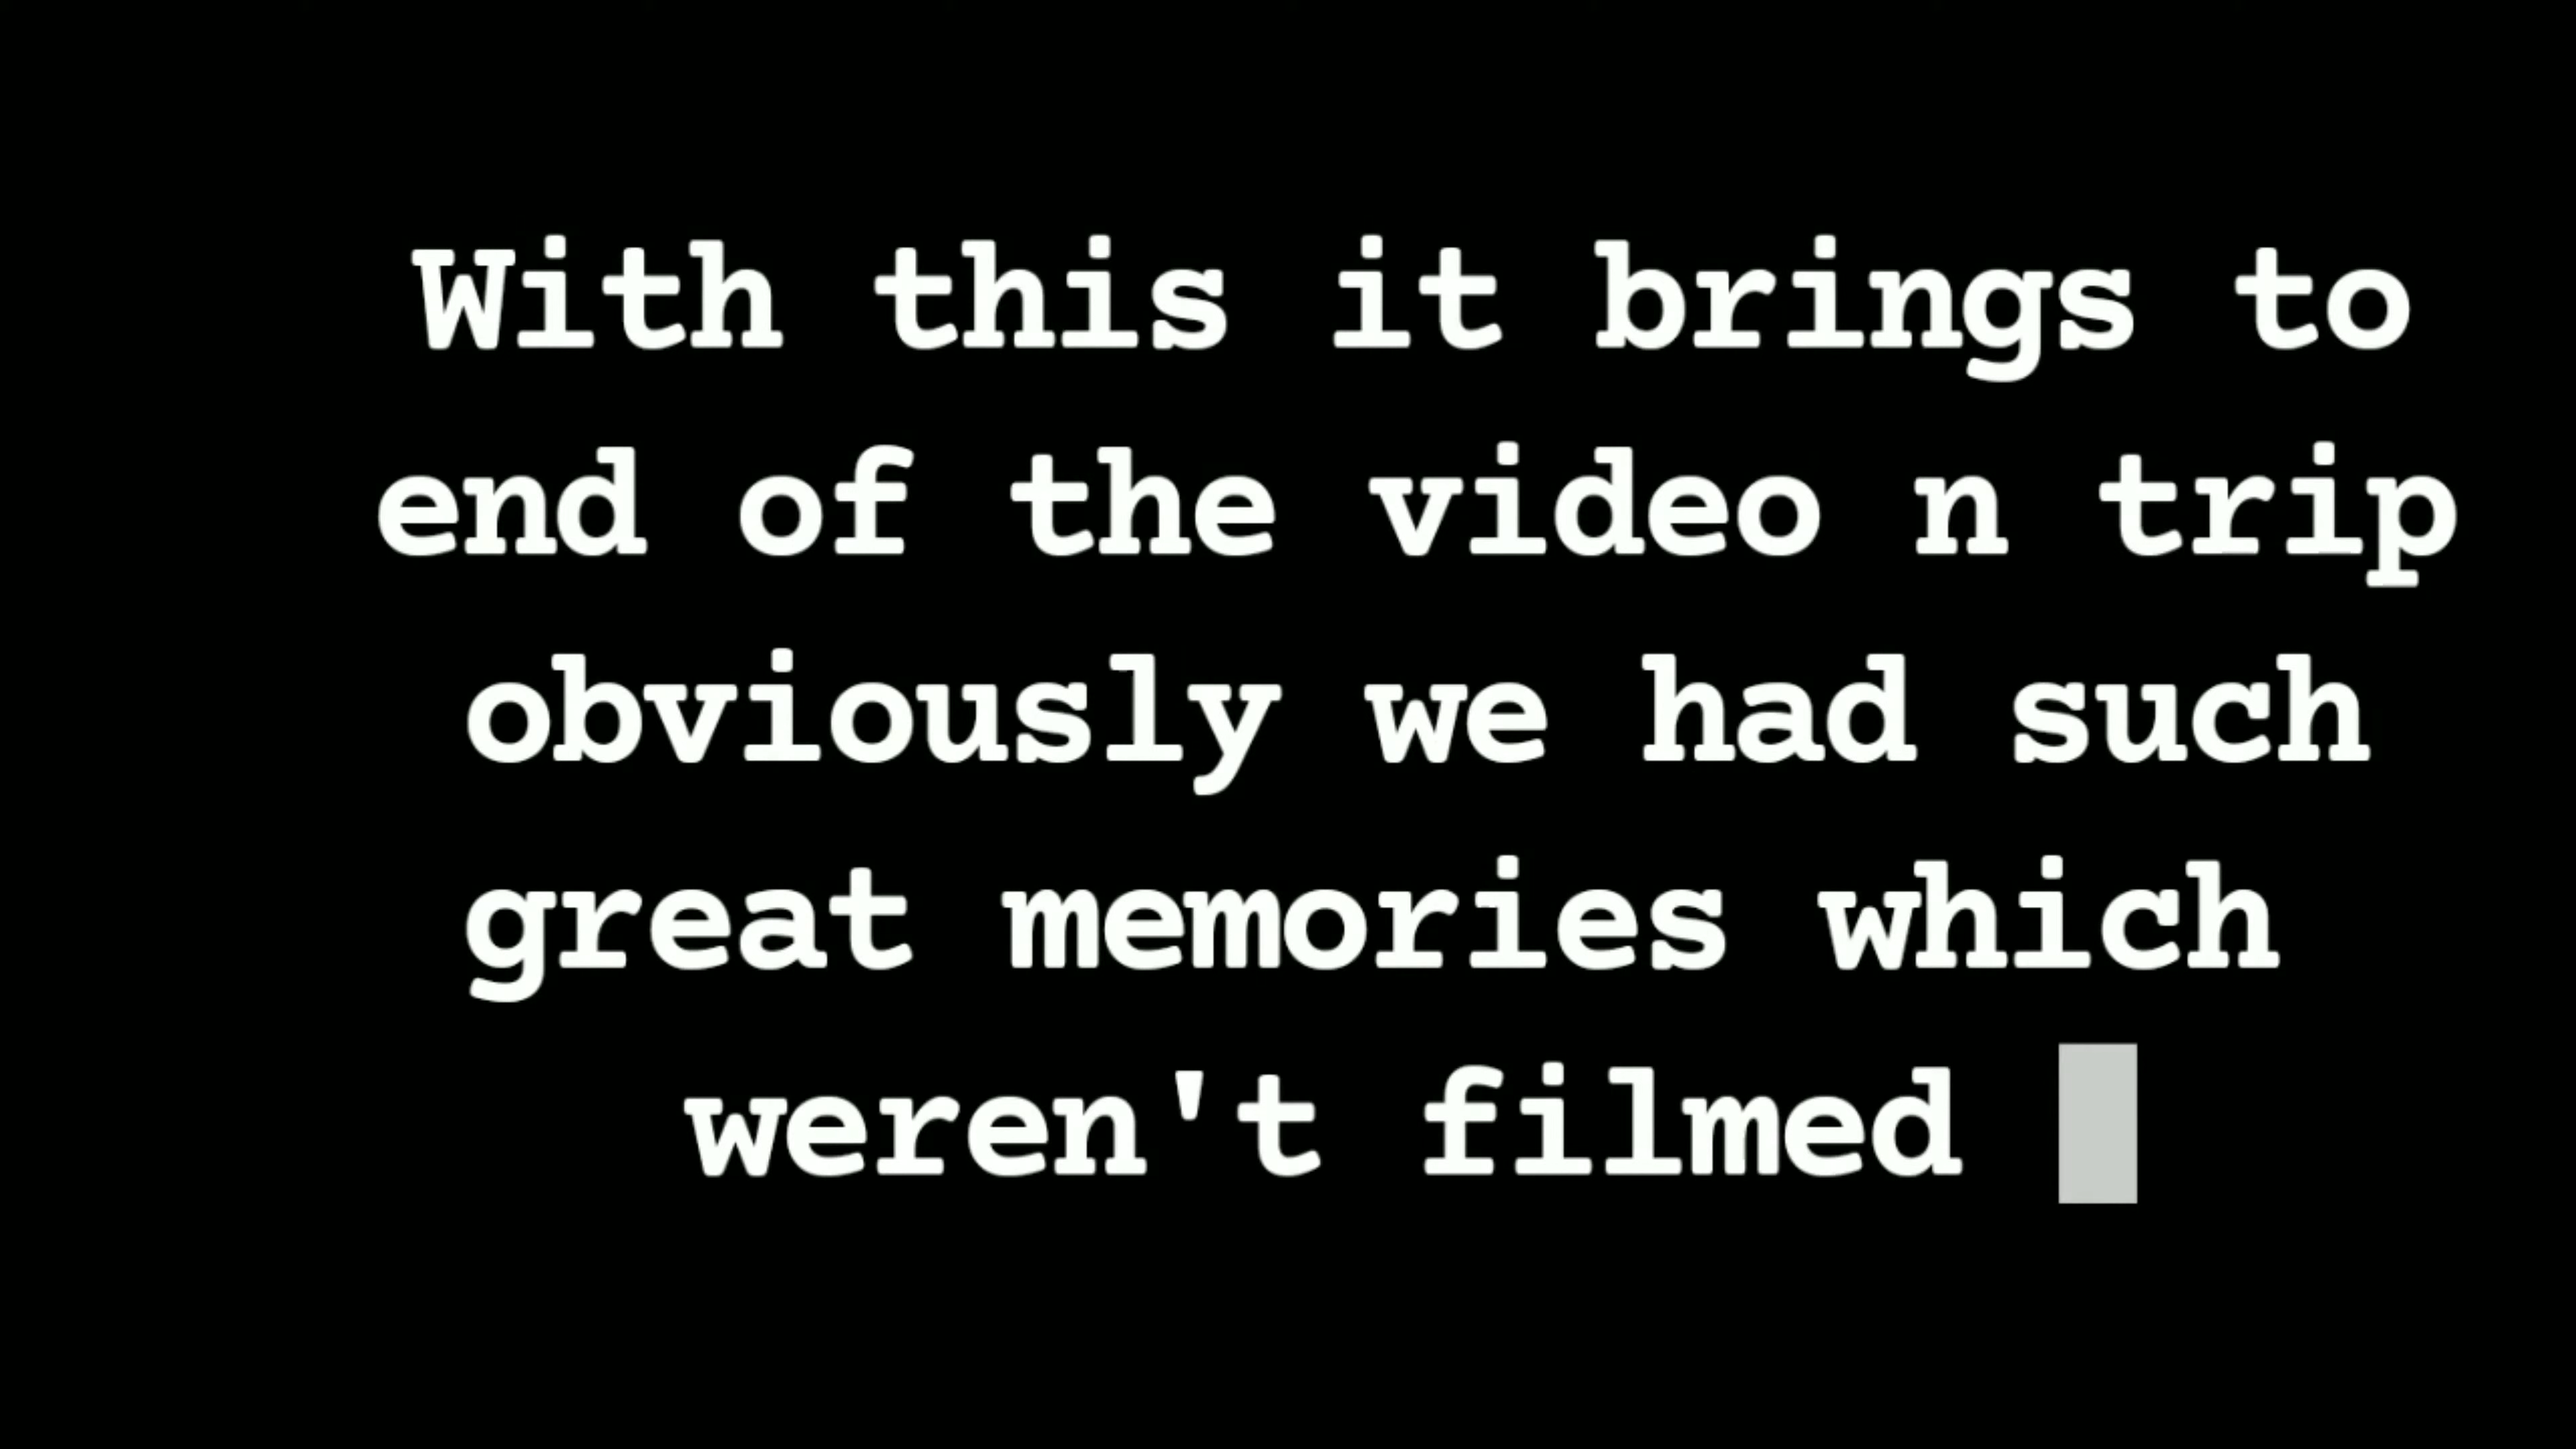 With this it brings to
end of the video n trip
obviously we had such
great memories which
weren't filmed